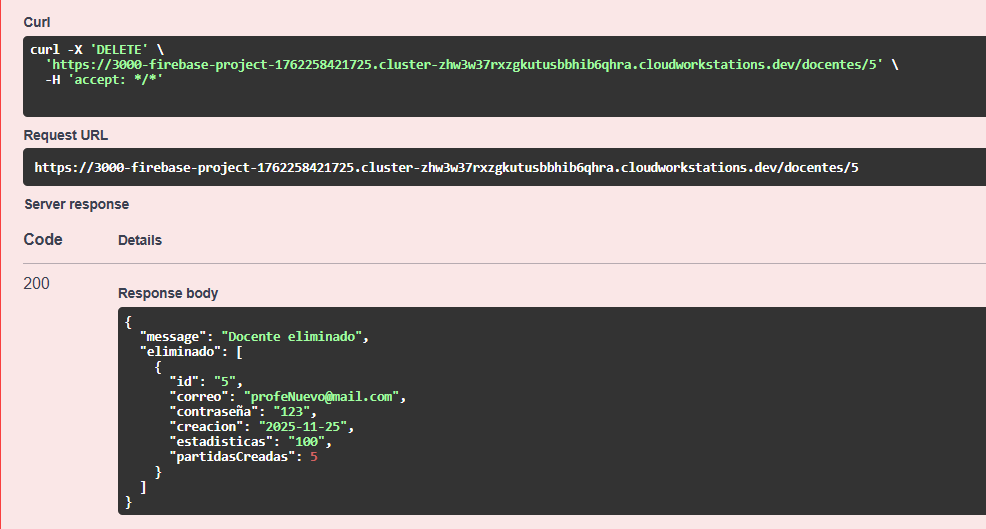 Curl
curl -X 'DELETE' \
  'https://3000-firebase-project-1762258421725.cluster-zhw3w37rxzgkutusbbhib6qhra.cloudworkstations.dev/docentes/5' \
  -H 'accept: */*'
Request URL
https://3000-firebase-project-1762258421725.cluster-zhw3w37rxzgkutusbbhib6qhra.cloudworkstations.dev/docentes/5
Server response
Code Details
200
Response body
{
  "message": "Docente eliminado",
  "eliminado": [
    {
      "id": "5",
      "correo": "profeNuevo@mail.com",
      "contraseña": "123",
      "creacion": "2025-11-25",
      "estadisticas": "100",
      "partidasCreadas": 5
    }
  ]
}